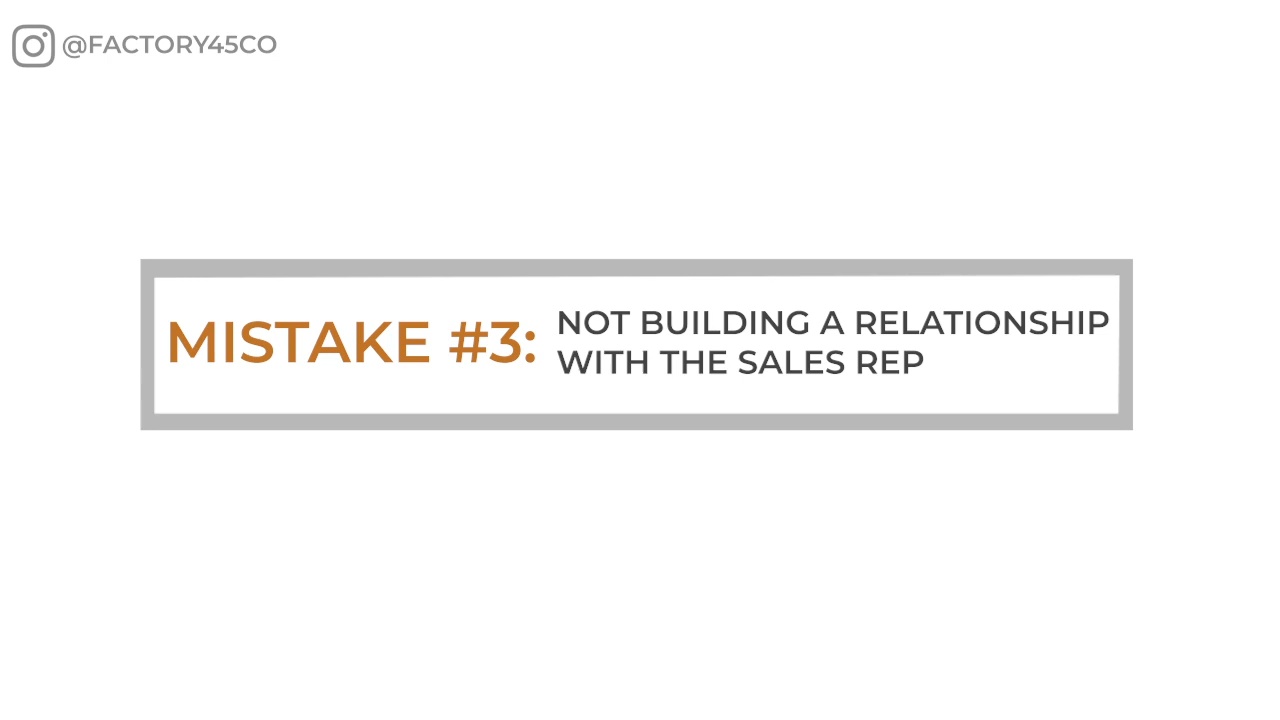 @FACTORY45CO
MISTAKE #3:
NOT BUILDING A RELATIONSHIP
WITH THE SALES REP